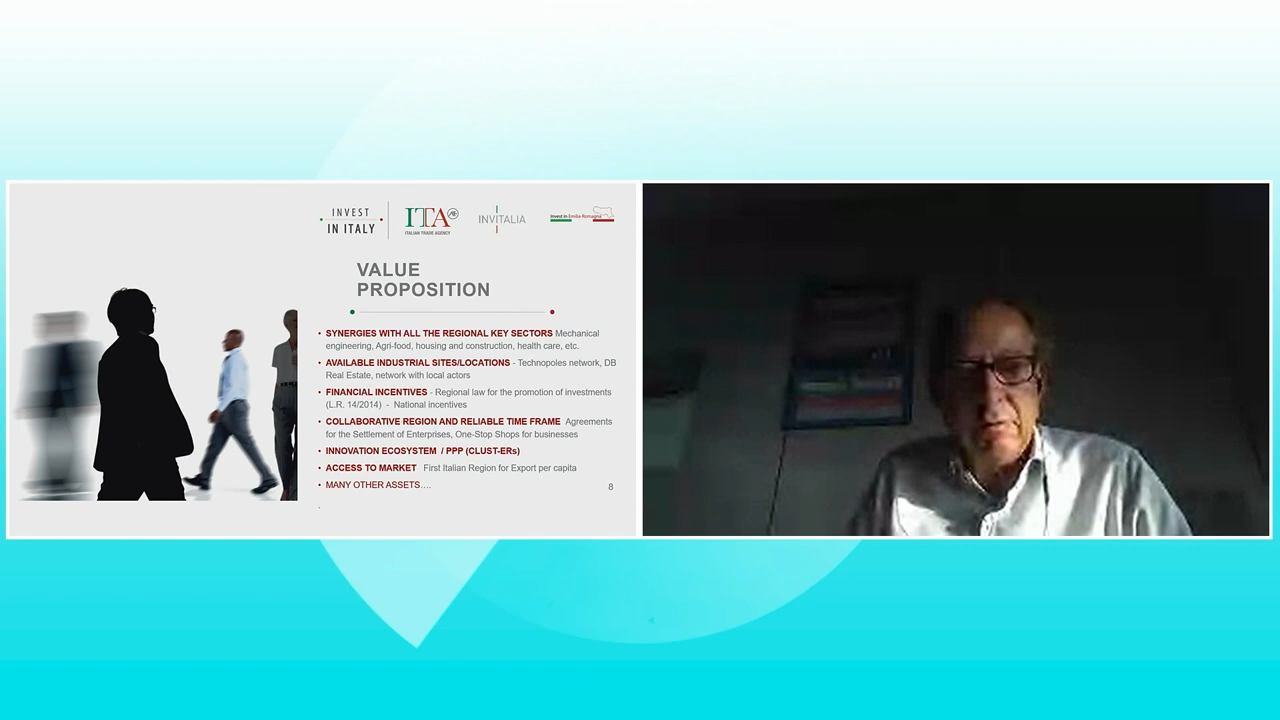 INVEST
IN ITALY
ITA
ITALIAN TRADE AGENCY
INVITALIA
Invest in Emilia-Romagna
VALUE
PROPOSITION
• SYNERGIES WITH ALL THE REGIONAL KEY SECTORS Mechanical
engineering, Agri-food, housing and construction, health care, etc.
• AVAILABLE INDUSTRIAL SITES/LOCATIONS - Technopoles network, DB
Real Estate, network with local actors
• FINANCIAL INCENTIVES - Regional law for the promotion of investments
(L.R. 14/2014) - National incentives
• COLLABORATIVE REGION AND RELIABLE TIME FRAME Agreements
for the Settlement of Enterprises, One-Stop Shops for businesses
• INNOVATION ECOSYSTEM / PPP (CLUST-ERs)
• ACCESS TO MARKET First Italian Region for Export per capita
• MANY OTHER ASSETS....
8